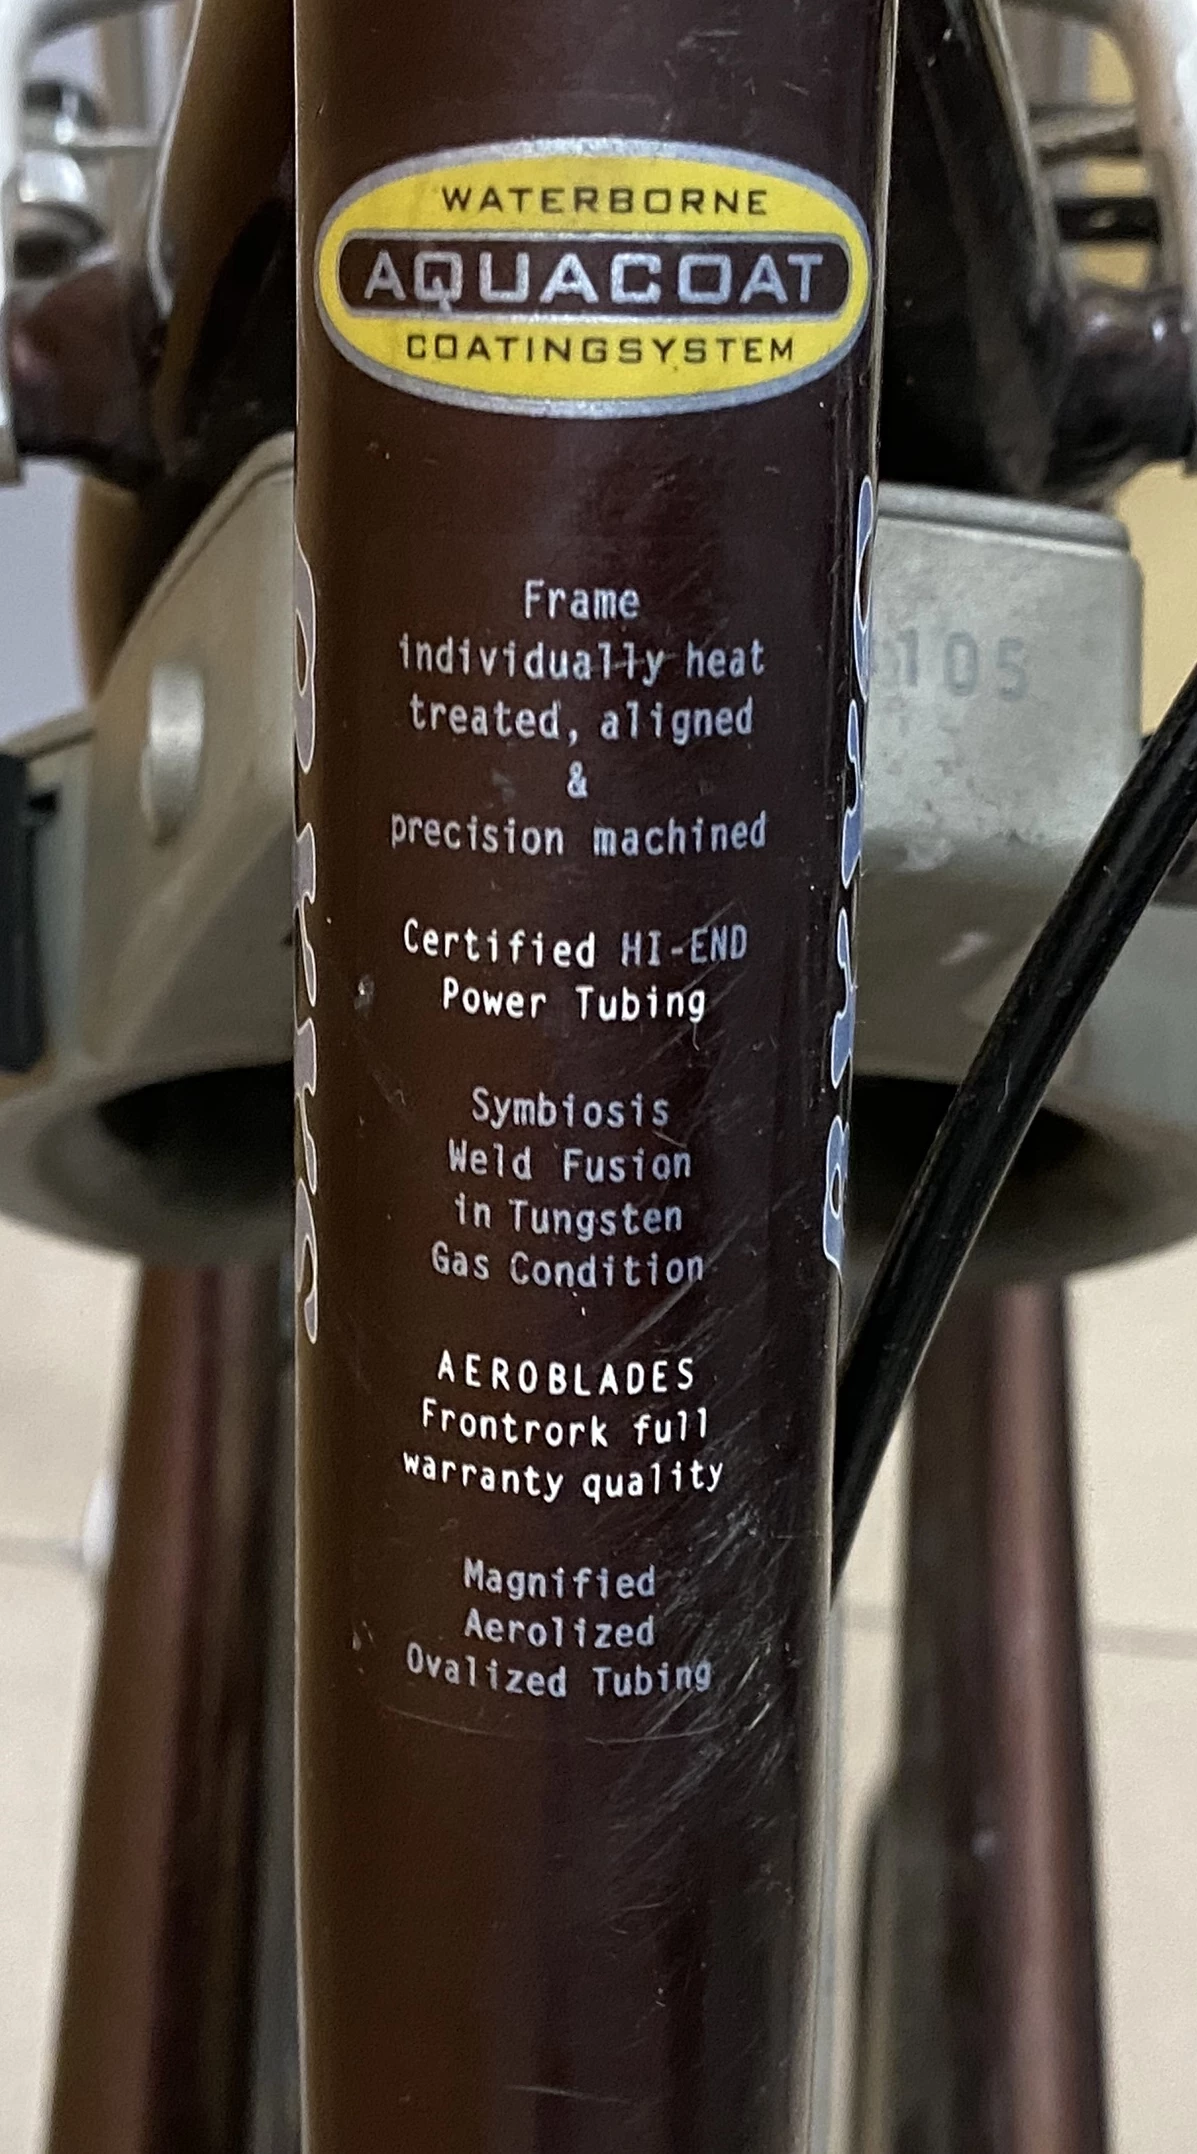 WATERBORNE
AQUACOAT
COATINGSYSTEM
Frame
individually heat
treated, aligned
&
precision machined
105
Certified HI-END
Power Tubing
Symbiosis
Weld Fusion
in Tungsten
Gas Condition
AEROBLADES
Frontrork full
warranty quality
Magnified
Aerolized
Ovalized Tubing